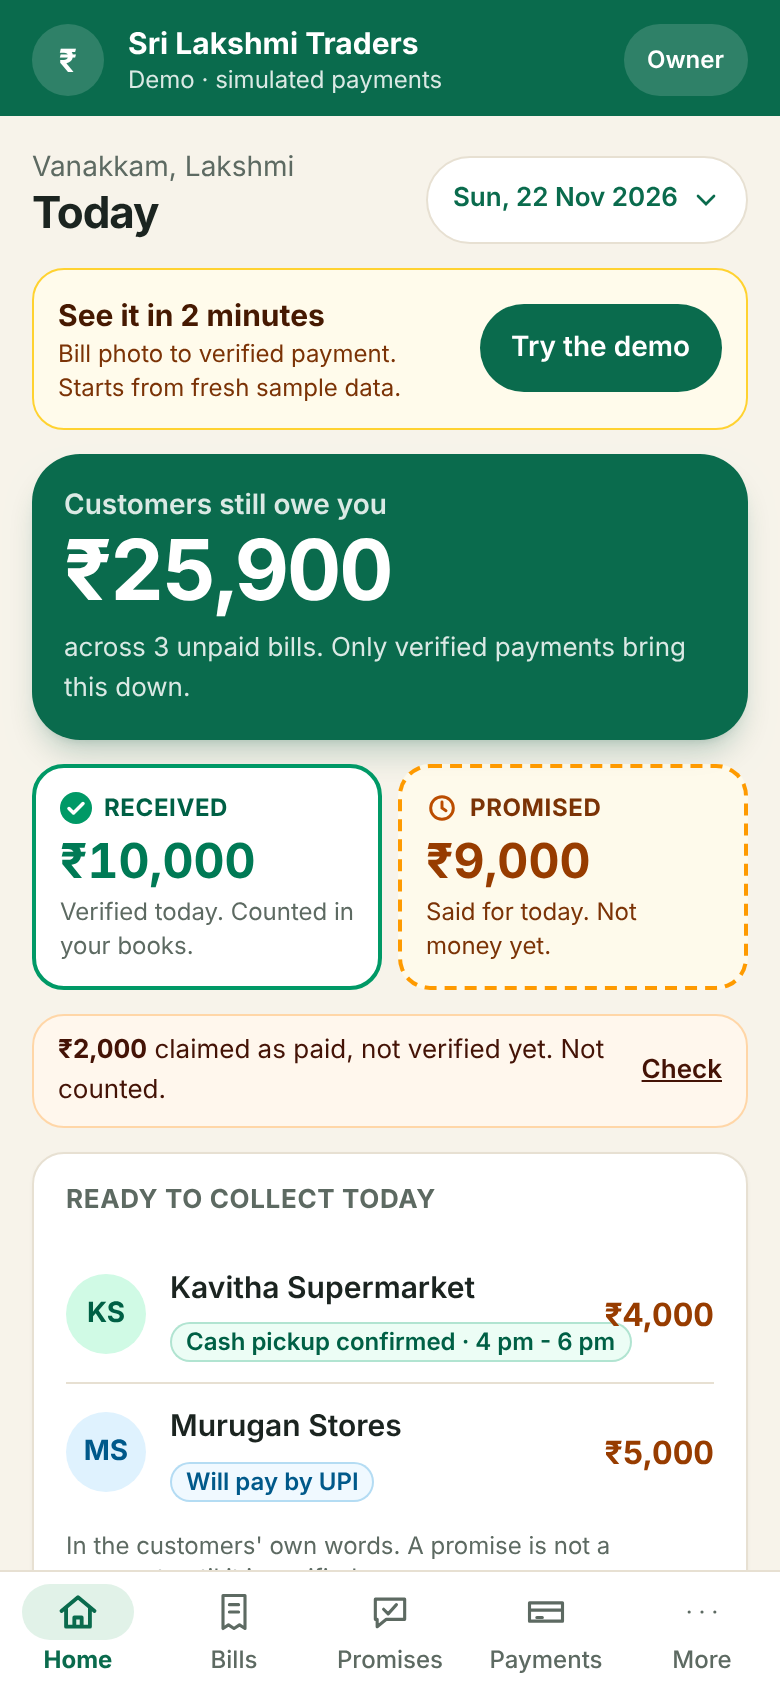 ₹
Sri Lakshmi Traders
Demo · simulated payments
Owner
Vanakkam, Lakshmi
Today
Sun, 22 Nov 2026
See it in 2 minutes
Bill photo to verified payment.
Starts from fresh sample data.
Try the demo
Customers still owe you
₹25,900
across 3 unpaid bills. Only verified payments bring
this down.
RECEIVED
₹10,000
Verified today. Counted in
your books.
PROMISED
₹9,000
Said for today. Not
money yet.
₹2,000 claimed as paid, not verified yet. Not
counted.
Check
READY TO COLLECT TODAY
KS
Kavitha Supermarket
Cash pickup confirmed · 4 pm - 6 pm
₹4,000
MS
Murugan Stores
Will pay by UPI
₹5,000
In the customers' own words. A promise is not a
Home
Bills
Promises
Payments
More